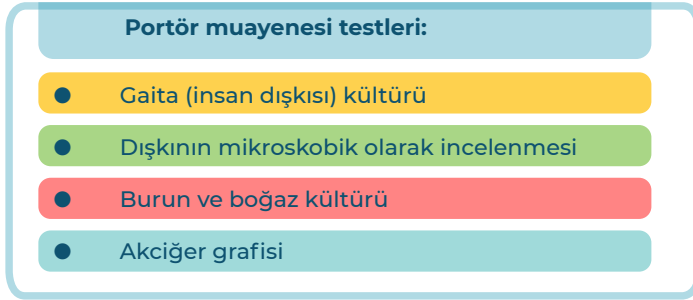 Portör muayenesi testleri:
● Gaita (insan dışkısı) kültürü
● Dışkının mikroskobik olarak incelenmesi
● Burun ve boğaz kültürü
● Akciğer grafisi